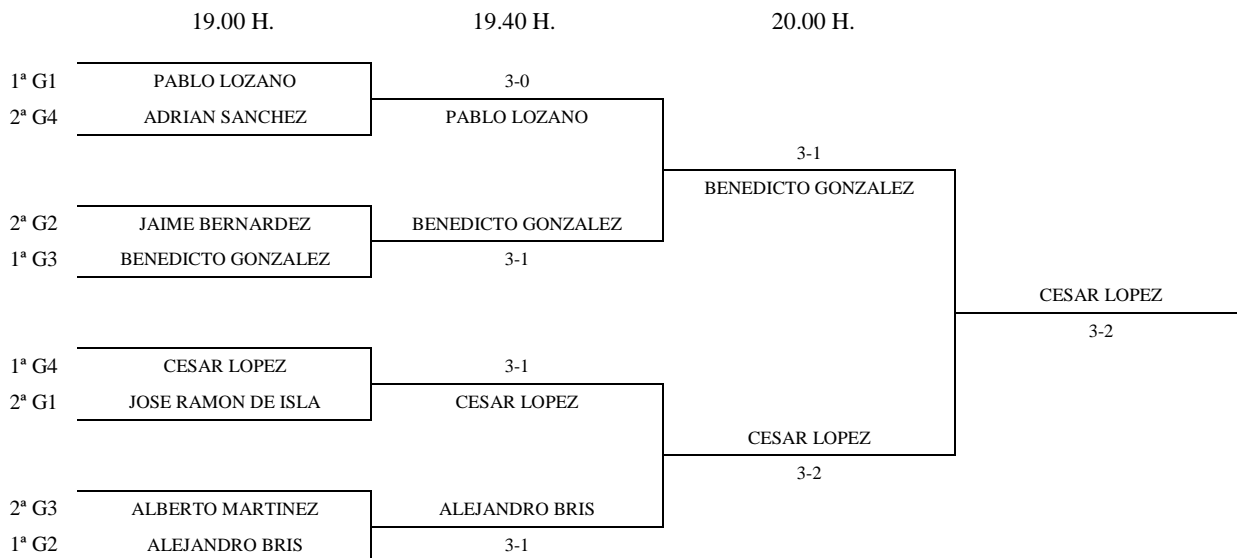 19.00 H. 19.40 H. 20.00 H.
1ª G1 PABLO LOZANO 3-0
2ª G4 ADRIAN SANCHEZ PABLO LOZANO
3-1
BENEDICTO GONZALEZ
2ª G2 JAIME BERNARDEZ BENEDICTO GONZALEZ
1ª G3 BENEDICTO GONZALEZ 3-1
CESAR LOPEZ
3-2
1ª G4 CESAR LOPEZ 3-1
2ª G1 JOSE RAMON DE ISLA CESAR LOPEZ
CESAR LOPEZ
3-2
2ª G3 ALBERTO MARTINEZ ALEJANDRO BRIS
1ª G2 ALEJANDRO BRIS 3-1